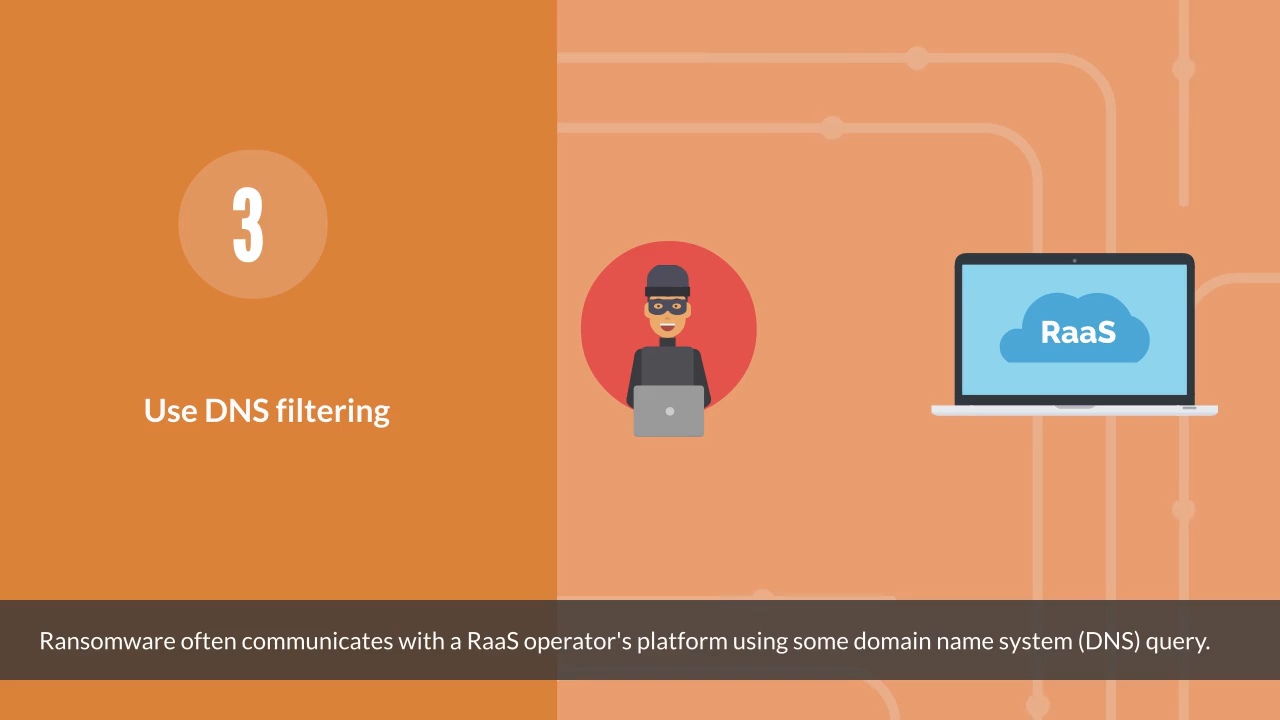 3
Use DNS filtering
RaaS
Ransomware often communicates with a RaaS operator's platform using some domain name system (DNS) query.